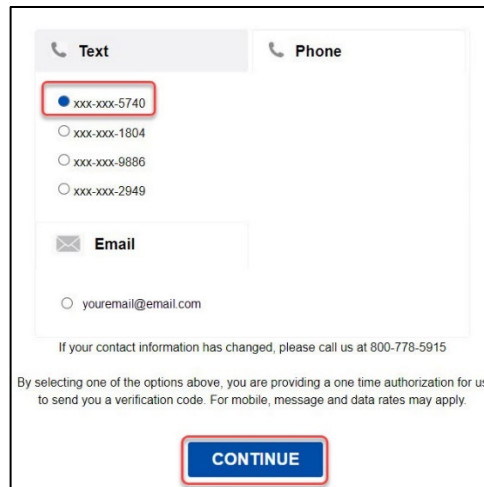 Text Phone
xxx-xxx-5740
xxx-xxx-1804
xxx-xxx-9886
xxx-xxx-2949
Email
youremail@email.com
If your contact information has changed, please call us at 800-778-5915
By selecting one of the options above, you are providing a one time authorization for us
to send you a verification code. For mobile, message and data rates may apply.
CONTINUE